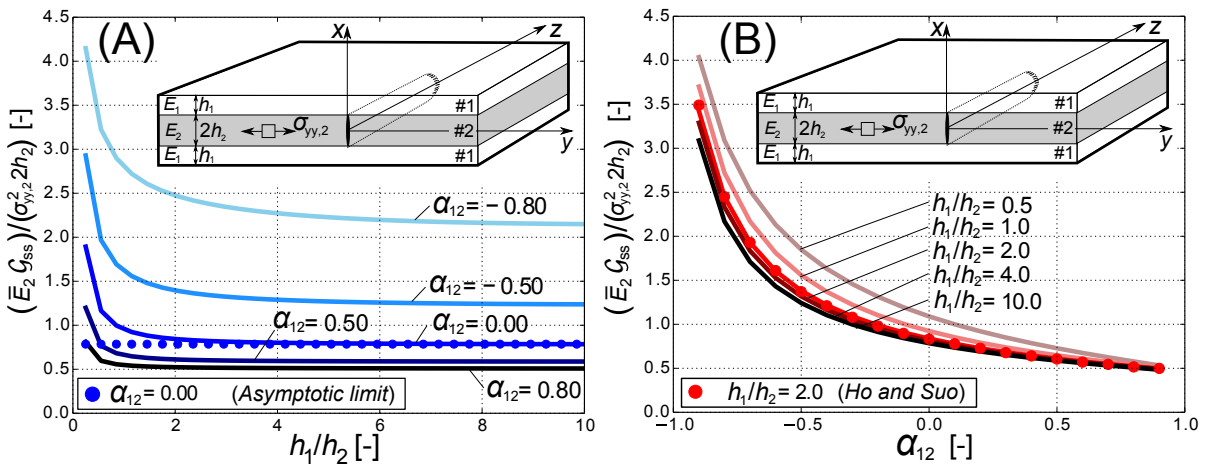 (A)
(Ē₂ 𝒢ss)/(σ²yy,2 2h₂) [-]
4.5
4.0
3.5
3.0
2.5
2.0
1.5
1.0
0.5
0.0
x
z
E₁ h₁ #1
E₂ 2h₂ σyy,2 #2
y
E₁ h₁ #1
α₁₂= − 0.80
α₁₂= − 0.50
α₁₂= 0.50
α₁₂= 0.00
α₁₂= 0.00 (Asymptotic limit)
α₁₂= 0.80
0 2 4 6 8 10
h₁/h₂ [-]
(B)
(Ē₂ 𝒢ss)/(σ²yy,2 2h₂) [-]
4.5
4.0
3.5
3.0
2.5
2.0
1.5
1.0
0.5
0.0
x
z
E₁ h₁ #1
E₂ 2h₂ σyy,2 #2
y
E₁ h₁ #1
h₁/h₂ = 0.5
h₁/h₂ = 1.0
h₁/h₂ = 2.0
h₁/h₂ = 4.0
h₁/h₂ = 10.0
h₁/h₂ = 2.0 (Ho and Suo)
−1.0 −0.5 0.0 0.5 1.0
α₁₂ [-]